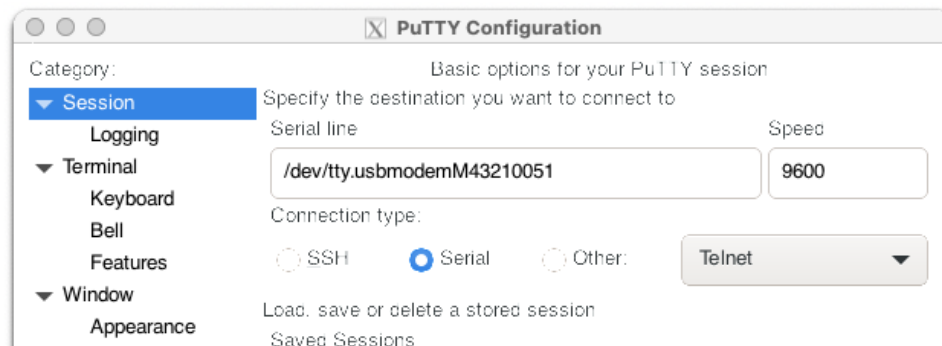 PuTTY Configuration
Category:
Basic options for your PuTTY session
Session
Specify the destination you want to connect to
Logging
Serial line
Speed
Terminal
/dev/tty.usbmodemM43210051
9600
Keyboard
Connection type:
Bell
Features
SSH
Serial
Other:
Telnet
Window
Load, save or delete a stored session
Appearance
Saved Sessions